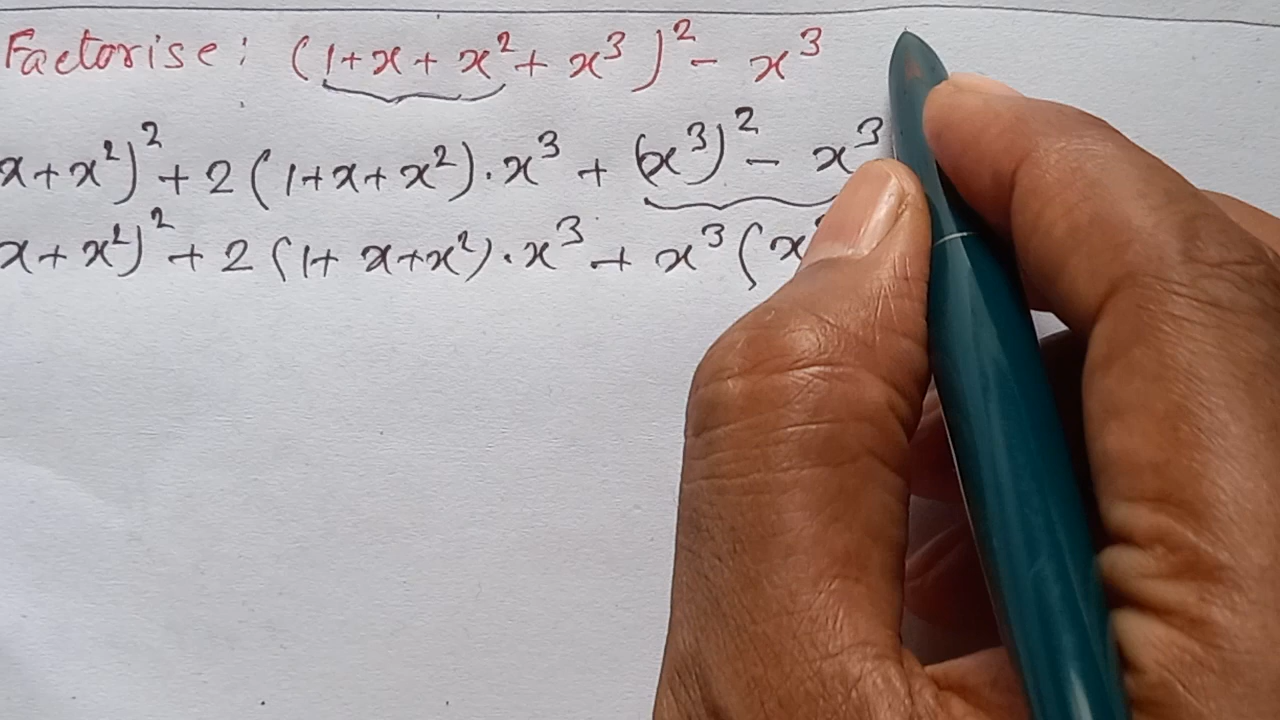 Factorise: (1+x+x²+x³)²-x³
x+x²)²+2(1+x+x²).x³+(x³)²-x³
x+x²)²+2(1+x+x²).x³+x³(x